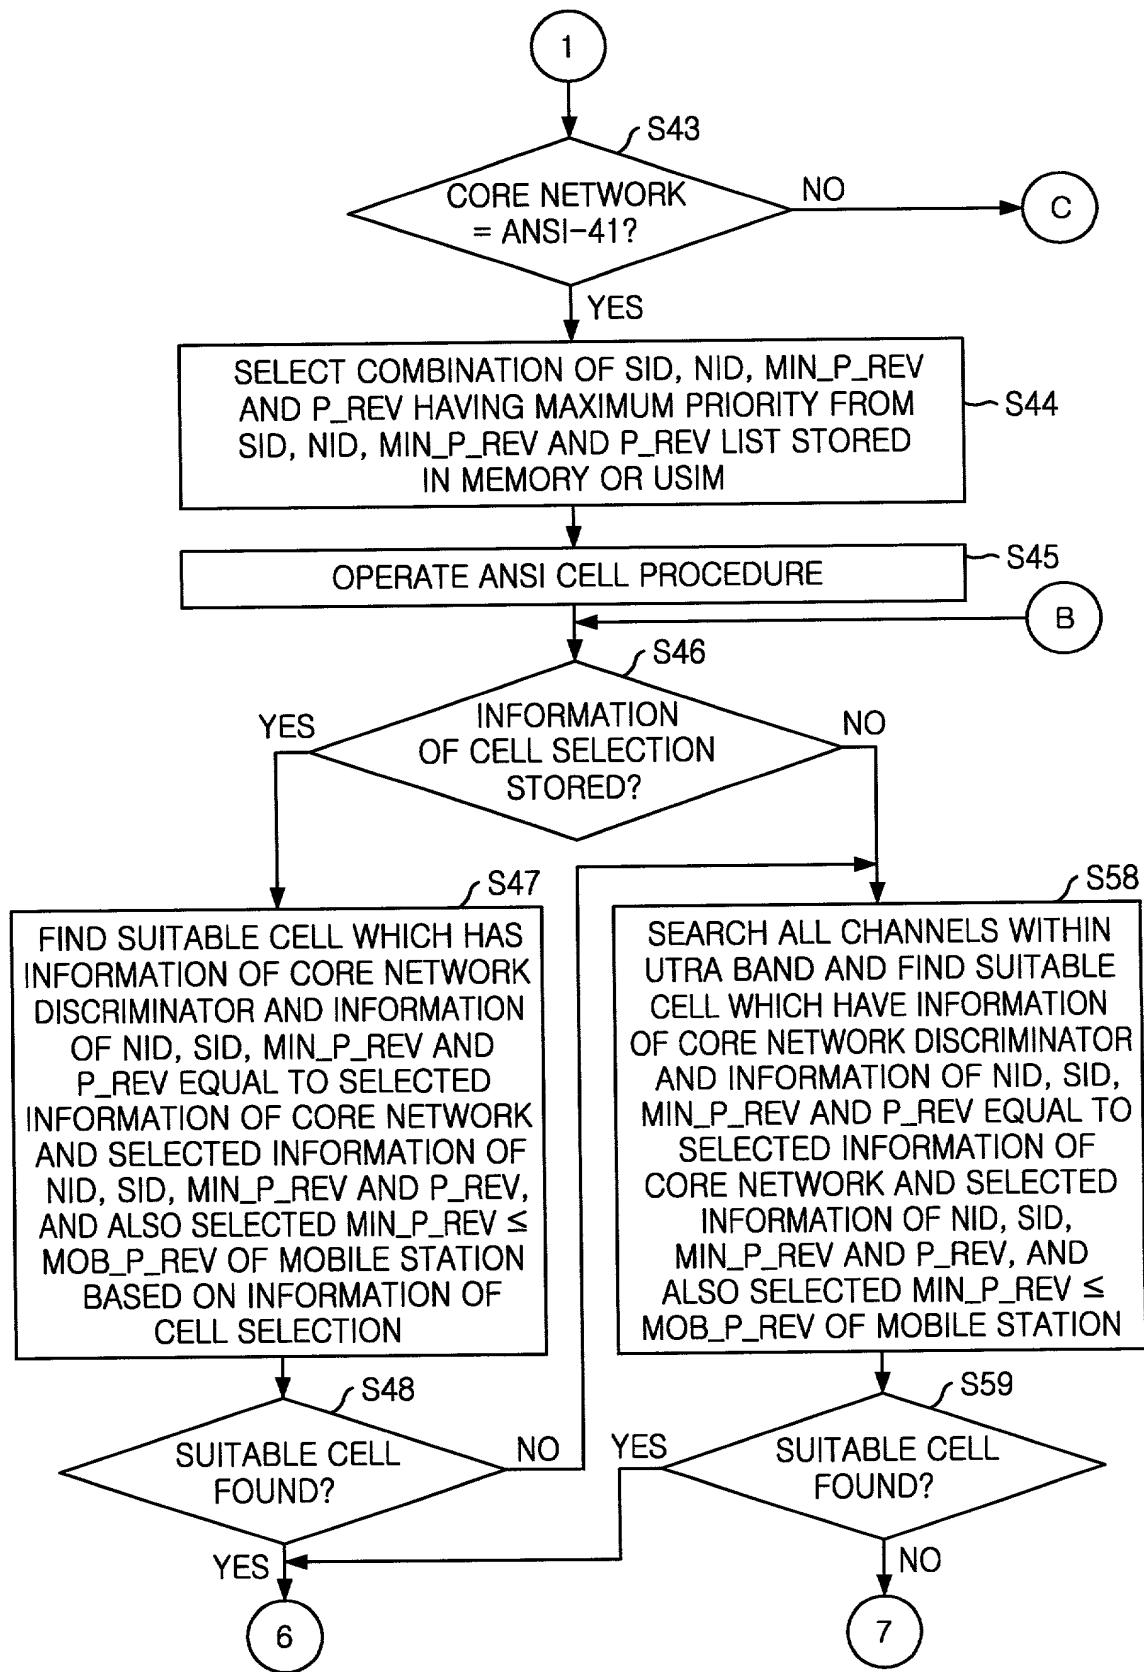 1
S43
CORE NETWORK
= ANSI-41?
NO
C
YES
SELECT COMBINATION OF SID, NID, MIN_P_REV
AND P_REV HAVING MAXIMUM PRIORITY FROM
SID, NID, MIN_P_REV AND P_REV LIST STORED
IN MEMORY OR USIM
S44
OPERATE ANSI CELL PROCEDURE
S45
B
S46
INFORMATION
OF CELL SELECTION
STORED?
YES
NO
S47
FIND SUITABLE CELL WHICH HAS
INFORMATION OF CORE NETWORK
DISCRIMINATOR AND INFORMATION
OF NID, SID, MIN_P_REV AND
P_REV EQUAL TO SELECTED
INFORMATION OF CORE NETWORK
AND SELECTED INFORMATION OF
NID, SID, MIN_P_REV AND P_REV,
AND ALSO SELECTED MIN_P_REV ≤
MOB_P_REV OF MOBILE STATION
BASED ON INFORMATION OF
CELL SELECTION
S58
SEARCH ALL CHANNELS WITHIN
UTRA BAND AND FIND SUITABLE
CELL WHICH HAVE INFORMATION
OF CORE NETWORK DISCRIMINATOR
AND INFORMATION OF NID, SID,
MIN_P_REV AND P_REV EQUAL TO
SELECTED INFORMATION OF
CORE NETWORK AND SELECTED
INFORMATION OF NID, SID,
MIN_P_REV AND P_REV, AND
ALSO SELECTED MIN_P_REV ≤
MOB_P_REV OF MOBILE STATION
S48
SUITABLE CELL
FOUND?
NO
YES
S59
SUITABLE CELL
FOUND?
YES
NO
6
7